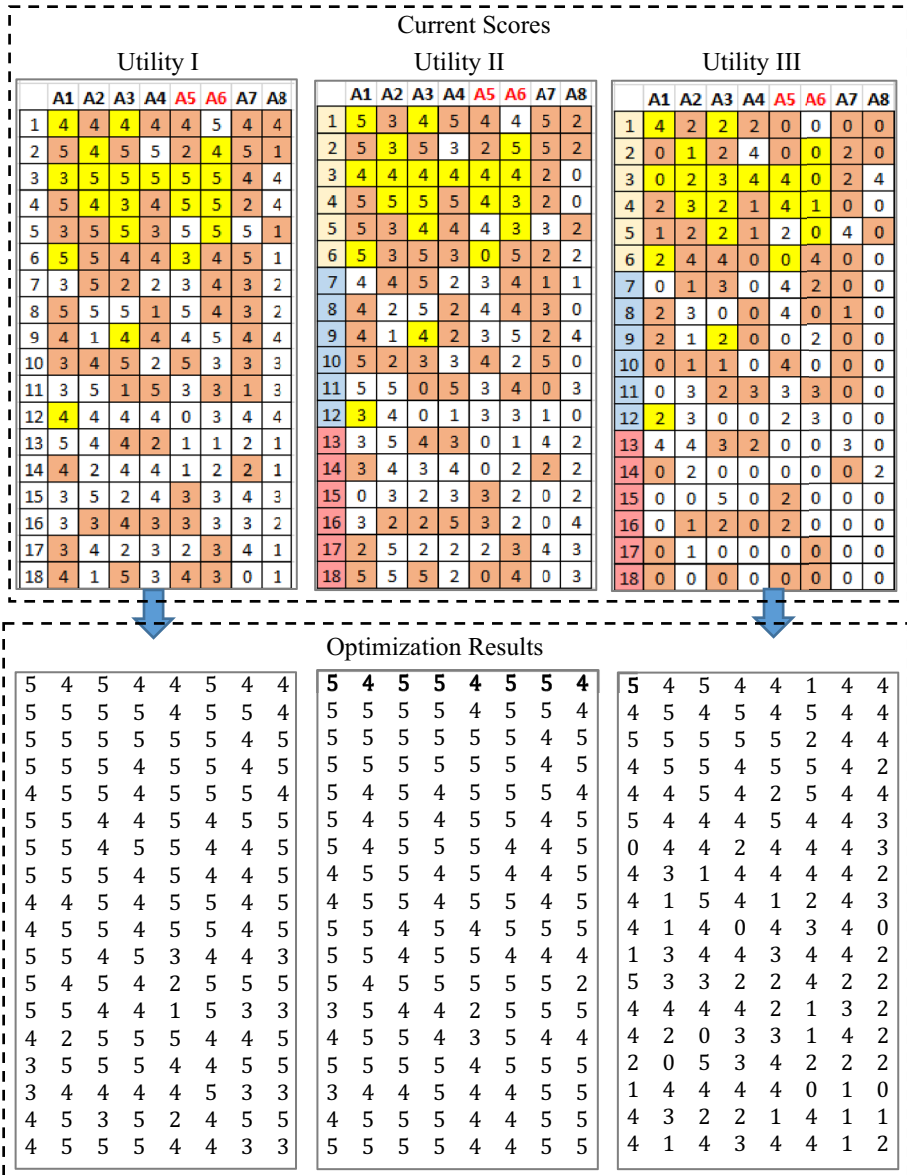 Current Scores
Utility I Utility II Utility III
A1 A2 A3 A4 A5 A6 A7 A8
1 4 4 4 4 4 5 4 4
2 5 4 5 5 2 4 5 1
3 3 5 5 5 5 5 4 4
4 5 4 3 4 5 5 2 4
5 3 5 5 3 5 5 5 1
6 5 5 4 4 3 4 5 1
7 3 5 2 2 3 4 3 2
8 5 5 5 1 5 4 3 2
9 4 1 4 4 4 5 4 4
10 3 4 5 2 5 3 3 3
11 3 5 1 5 3 3 1 3
12 4 4 4 4 0 3 4 4
13 5 4 4 2 1 1 2 1
14 4 2 4 4 1 2 2 1
15 3 5 2 4 3 3 4 3
16 3 3 4 3 3 3 3 2
17 3 4 2 3 2 3 4 1
18 4 1 5 3 4 3 0 1
A1 A2 A3 A4 A5 A6 A7 A8
1 5 3 4 5 4 4 5 2
2 5 3 5 3 2 5 5 2
3 4 4 4 4 4 4 2 0
4 5 5 5 5 4 3 2 0
5 5 3 4 4 4 3 3 2
6 5 3 5 3 0 5 2 2
7 4 4 5 2 3 4 1 1
8 4 2 5 2 4 4 3 0
9 4 1 4 2 3 5 2 4
10 5 2 3 3 4 2 5 0
11 5 5 0 5 3 4 0 3
12 3 4 0 1 3 3 1 0
13 3 5 4 3 0 1 4 2
14 3 4 3 4 0 2 2 2
15 0 3 2 3 3 2 0 2
16 3 2 2 5 3 2 0 4
17 2 5 2 2 2 3 4 3
18 5 5 5 2 0 4 0 3
A1 A2 A3 A4 A5 A6 A7 A8
1 4 2 2 2 0 0 0 0
2 0 1 2 4 0 0 2 0
3 0 2 3 4 4 0 2 4
4 2 3 2 1 4 1 0 0
5 1 2 2 1 2 0 4 0
6 2 4 4 0 0 4 0 0
7 0 1 3 0 4 2 0 0
8 2 3 0 0 4 0 1 0
9 2 1 2 0 0 2 0 0
10 0 1 1 0 4 0 0 0
11 0 3 2 3 3 3 0 0
12 2 3 0 0 2 3 0 0
13 4 4 3 2 0 0 3 0
14 0 2 0 0 0 0 0 2
15 0 0 5 0 2 0 0 0
16 0 1 2 0 2 0 0 0
17 0 1 0 0 0 0 0 0
18 0 0 0 0 0 0 0 0
Optimization Results
5 4 5 4 4 5 4 4
5 5 5 5 4 5 5 4
5 5 5 5 5 5 4 5
5 5 5 4 5 5 4 5
4 5 5 4 5 5 5 4
5 5 4 4 5 4 5 5
5 5 4 5 5 4 4 5
5 5 5 4 5 4 4 5
4 4 5 4 5 5 4 5
4 5 5 4 5 5 4 5
5 5 4 5 3 4 4 3
5 4 5 4 2 5 5 5
5 5 4 4 1 5 3 3
4 2 5 5 5 4 4 5
3 5 5 5 4 4 5 5
3 4 4 4 4 5 3 3
4 5 3 5 2 4 5 5
4 5 5 5 4 4 3 3
5 4 5 5 4 5 5 4
5 5 5 5 4 5 5 4
5 5 5 5 5 5 4 5
5 5 5 5 5 5 4 5
5 4 5 4 5 5 5 4
5 4 5 4 5 5 4 5
5 5 4 5 5 4 4 5
4 5 5 4 5 4 4 5
4 5 5 4 5 5 4 5
5 5 4 5 4 5 5 5
5 5 4 5 5 4 4 4
5 4 5 5 5 5 5 2
3 5 4 4 2 5 5 5
4 5 5 4 3 5 4 4
5 5 5 5 4 5 5 5
3 4 4 5 4 4 5 5
4 5 5 5 4 4 5 5
5 5 5 5 4 4 5 5
5 4 5 4 4 1 4 4
4 5 4 5 4 5 4 4
5 5 5 5 5 2 4 4
4 5 5 4 5 5 4 2
4 4 5 4 2 5 4 4
5 4 4 4 5 4 4 3
0 4 4 2 4 4 4 3
4 3 1 4 4 4 4 2
4 1 5 4 1 2 4 3
4 1 4 0 4 3 4 0
1 3 4 4 3 4 4 2
5 3 3 2 2 4 2 2
4 4 4 4 2 1 3 2
4 2 0 3 3 1 4 2
2 0 5 3 4 2 2 2
1 4 4 4 4 0 1 0
4 3 2 2 1 4 1 1
4 1 4 3 4 4 1 2